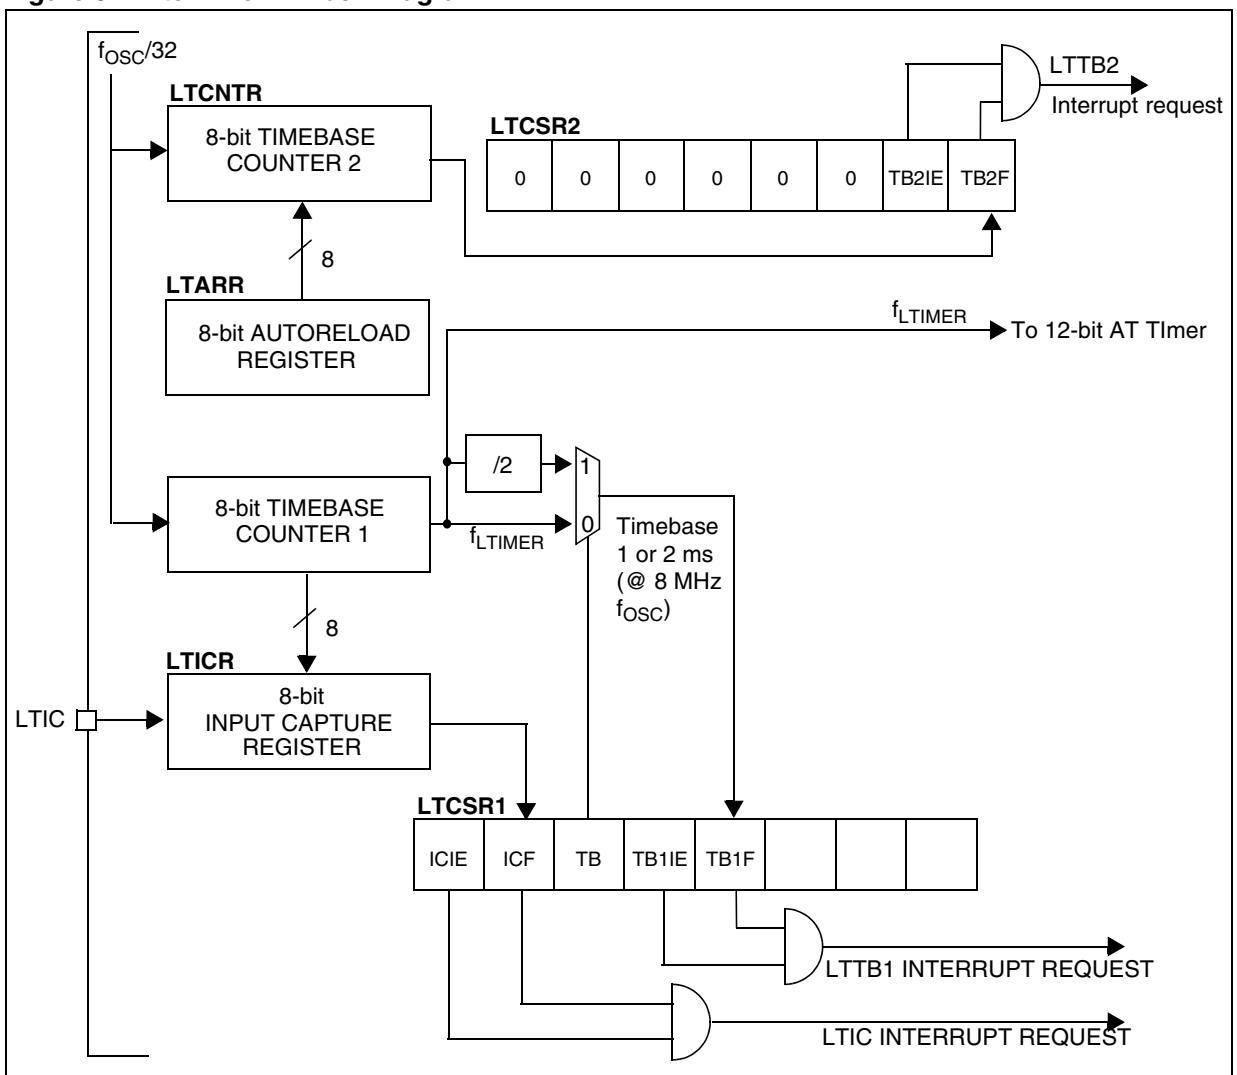 fOSC/32
LTCNTR
8-bit TIMEBASE
COUNTER 2
8
LTARR
8-bit AUTORELOAD
REGISTER
LTCSR2
0 0 0 0 0 0 TB2IE TB2F
LTTB2
Interrupt request
fLTIMER
To 12-bit AT TImer
/2
1
0
8-bit TIMEBASE
COUNTER 1
fLTIMER
Timebase
1 or 2 ms
(@ 8 MHz
fOSC)
8
LTICR
8-bit
INPUT CAPTURE
REGISTER
LTIC
LTCSR1
ICIE ICF TB TB1IE TB1F
LTTB1 INTERRUPT REQUEST
LTIC INTERRUPT REQUEST